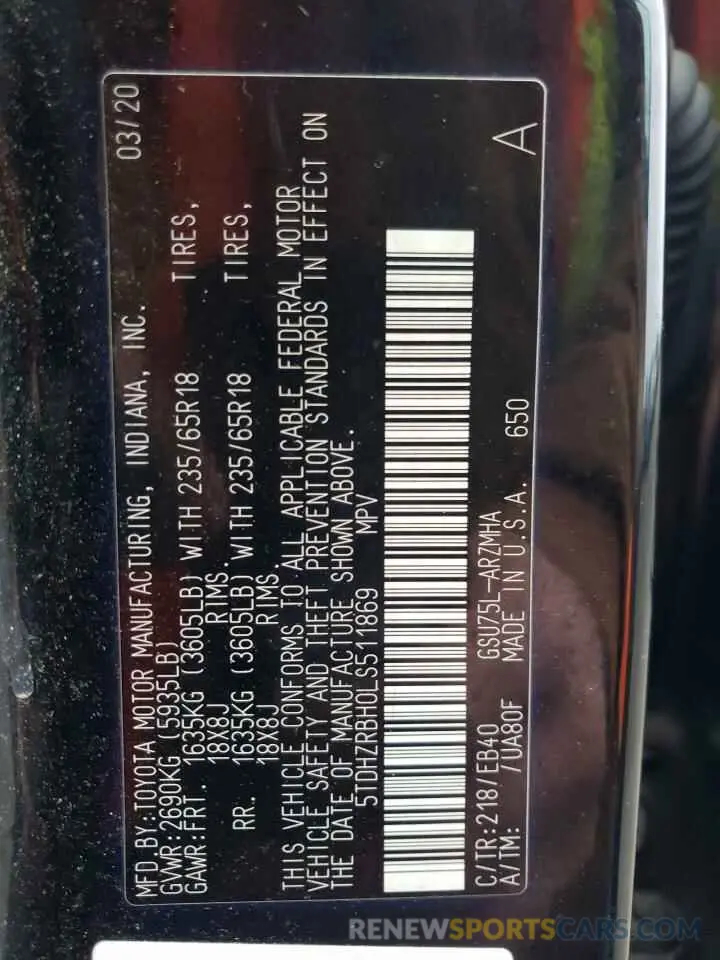 MFD.BY:TOYOTA MOTOR MANUFACTURING, INDIANA, INC. 03/20
GVWR:2690KG (5935LB)
GAWR:FRT. 1635KG (3605LB) WITH 235/65R18 TIRES,
18X8J RIMS.
RR. 1635KG (3605LB) WITH 235/65R18 TIRES,
18X8J RIMS.
THIS VEHICLE CONFORMS TO ALL APPLICABLE FEDERAL MOTOR
VEHICLE SAFETY AND THEFT PREVENTION STANDARDS IN EFFECT ON
THE DATE OF MANUFACTURE SHOWN ABOVE.
5TDHZRBH0LS511869 MPV
C/TR:218/EB40 GSU75L-ARZMHA
A/TM: /UA80F MADE IN U.S.A. 650 A
RENEWSPORTSCARS.COM